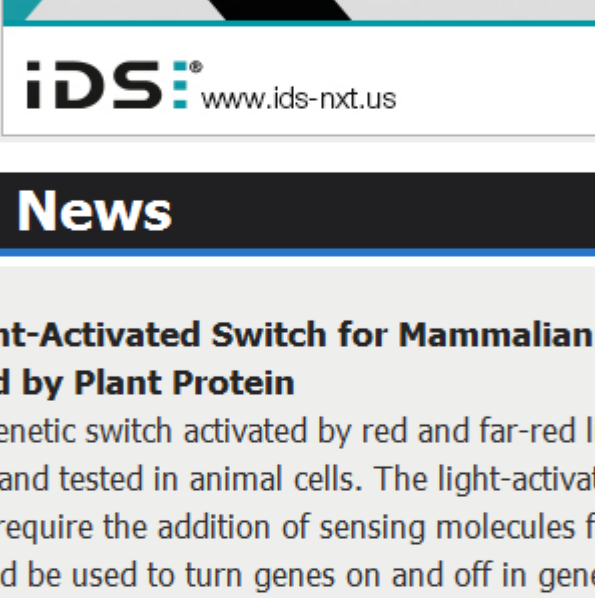 iDS® www.ids-nxt.us
News
nt-Activated Switch for Mammalian
d by Plant Protein
enetic switch activated by red and far-red l
and tested in animal cells. The light-activat
require the addition of sensing molecules f
d be used to turn genes on and off in gene